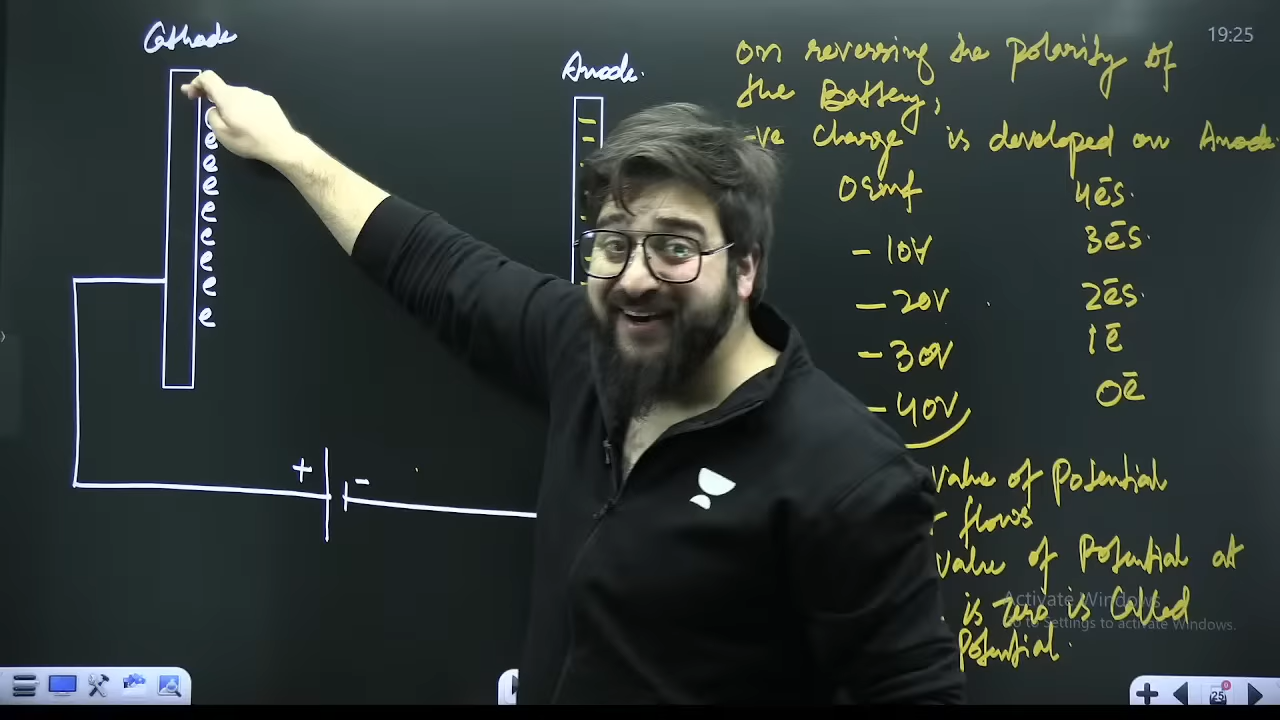 Cathode
Anode.
19:25
on reversing the polarity of
the Battery,
-ve charge is developed on Anode.
0 emf 4ēs.
- 10V 3ēs.
- 20V 2ēs.
- 30V 1ē
- 40V 0ē
value of Potential
flows
value of Potential at
is zero is called
Potential.
e
e
e
e
e
e
e
e
+ -
Activate Windows
Go to Settings to activate Windows.
25